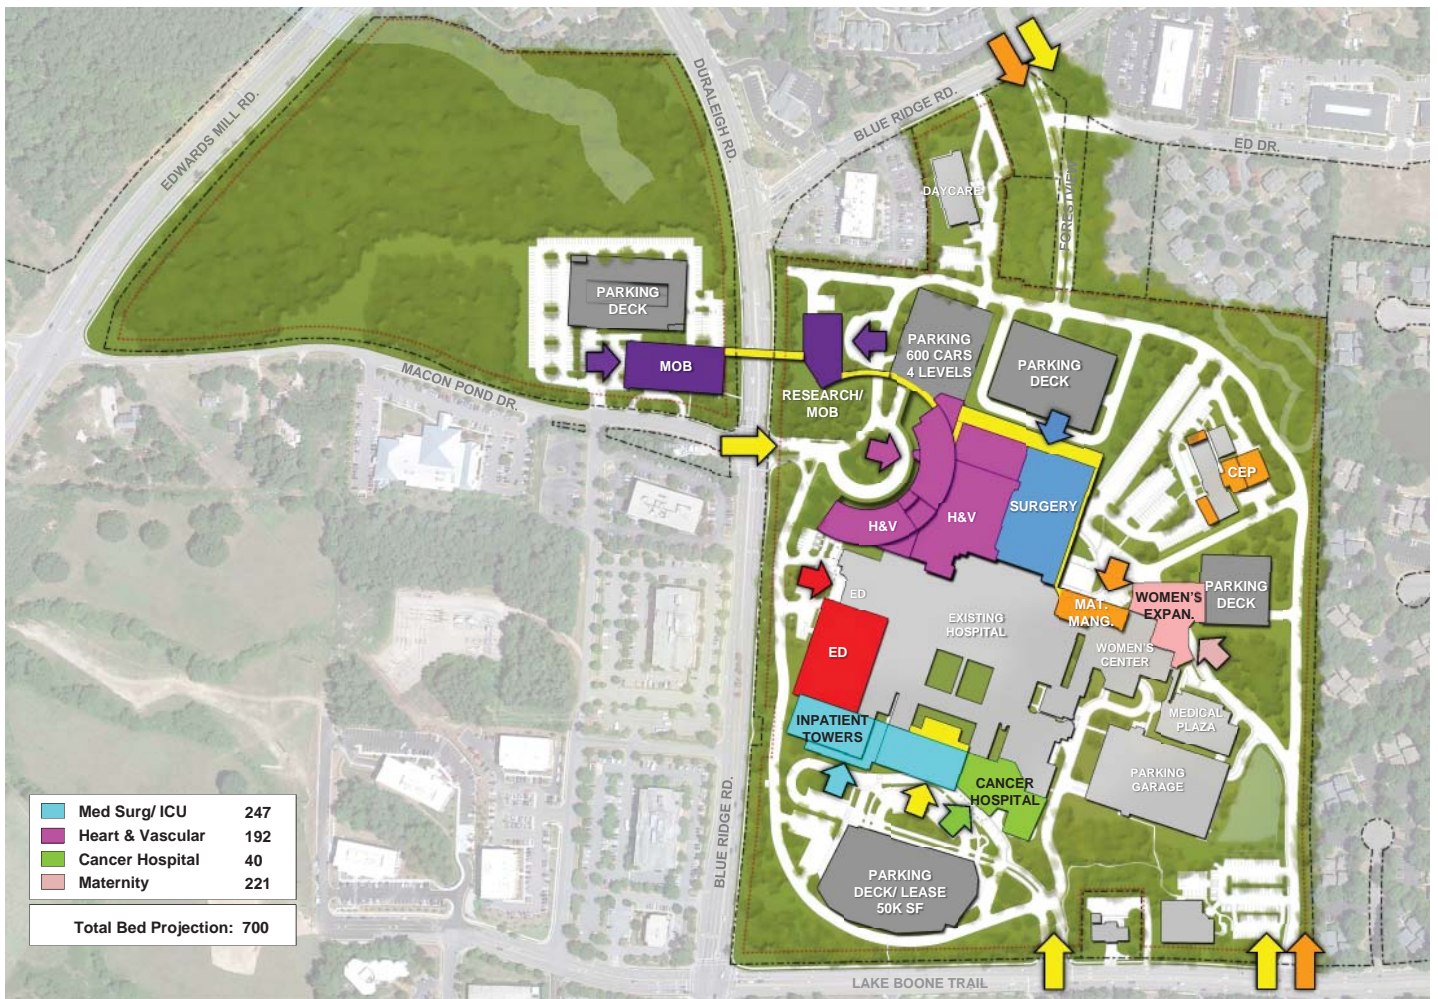 EDWARDS MILL RD.
DURALEIGH RD.
BLUE RIDGE RD.
ED DR.
FORESTVIEW
DAYCARE
PARKING
DECK
MOB
MACON POND DR.
RESEARCH/
MOB
PARKING
600 CARS
4 LEVELS
PARKING
DECK
CEP
SURGERY
H&V
H&V
ED
ED
EXISTING
HOSPITAL
MAT.
MANG.
WOMEN'S
EXPAN.
PARKING
DECK
WOMEN'S
CENTER
MEDICAL
PLAZA
INPATIENT
TOWERS
CANCER
HOSPITAL
PARKING
GARAGE
PARKING
DECK/ LEASE
50K SF
BLUE RIDGE RD.
LAKE BOONE TRAIL
Med Surg/ ICU 247
Heart & Vascular 192
Cancer Hospital 40
Maternity 221
Total Bed Projection: 700